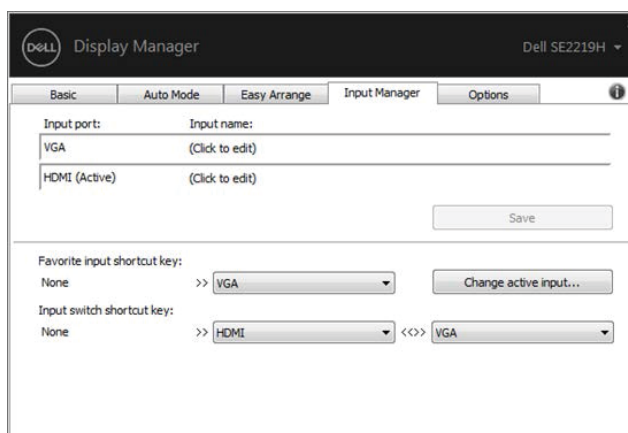 DELL Display Manager Dell SE2219H
Basic Auto Mode Easy Arrange Input Manager Options
Input port: Input name:
VGA (Click to edit)
HDMI (Active) (Click to edit)
Save
Favorite input shortcut key:
None >> VGA Change active input...
Input switch shortcut key:
None >> HDMI <<>> VGA